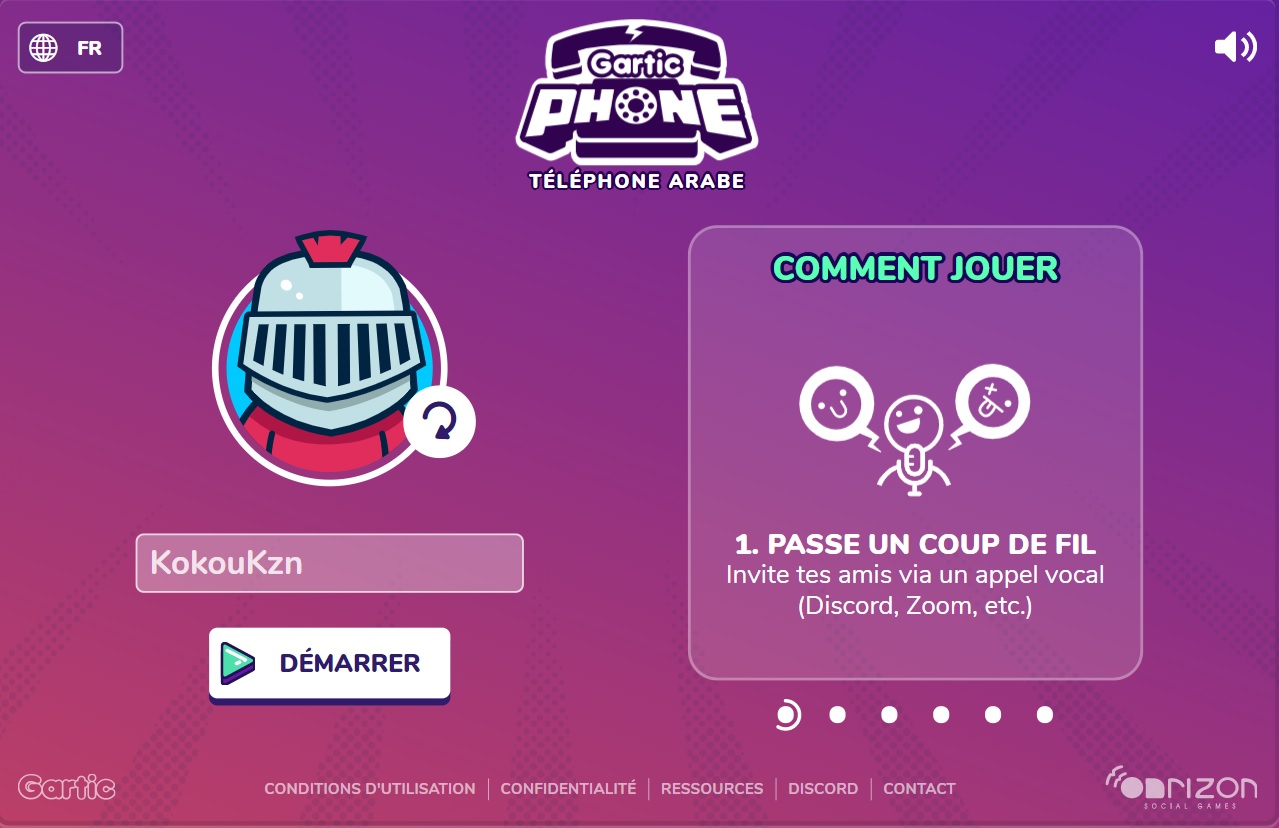 FR
Gartic
PHONE
TÉLÉPHONE ARABE
KokouKzn
DÉMARRER
COMMENT JOUER
1. PASSE UN COUP DE FIL
Invite tes amis via un appel vocal
(Discord, Zoom, etc.)
Gartic
CONDITIONS D'UTILISATION
CONFIDENTIALITÉ
RESSOURCES
DISCORD
CONTACT
onrizon
SOCIAL GAMES